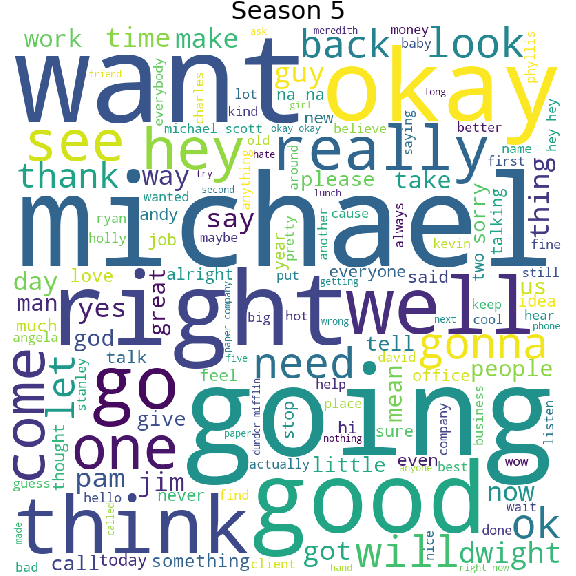 Season 5
ask meredith money
work time make back look
baby
everybody
phyllis
friend
want okay
charles
guy
lot na na
girl
long
kind new
see hey michael scott okay okay believe saying better hey hey
really
old
thank way anything hate around please take name first
thing
wanted second try lunch cause
michael
ryan andy say another always talking two sorry
holly job maybe year pretty kevin fine
day love alright put everyone said still
man yes great getting us idea
right well
much god paper company big hot keep cool hear
angela wrong next phone
come let talk five need tell david gonna
stanley feel office people
go going
give dunder mifflin help mean company business listen
one place stop sure
thought pam jim paper hi nothing even
actually little anyone best wow now
guess hello never find
think good
made called nice done wait ok
call today something client got will dwight
bad hand right now